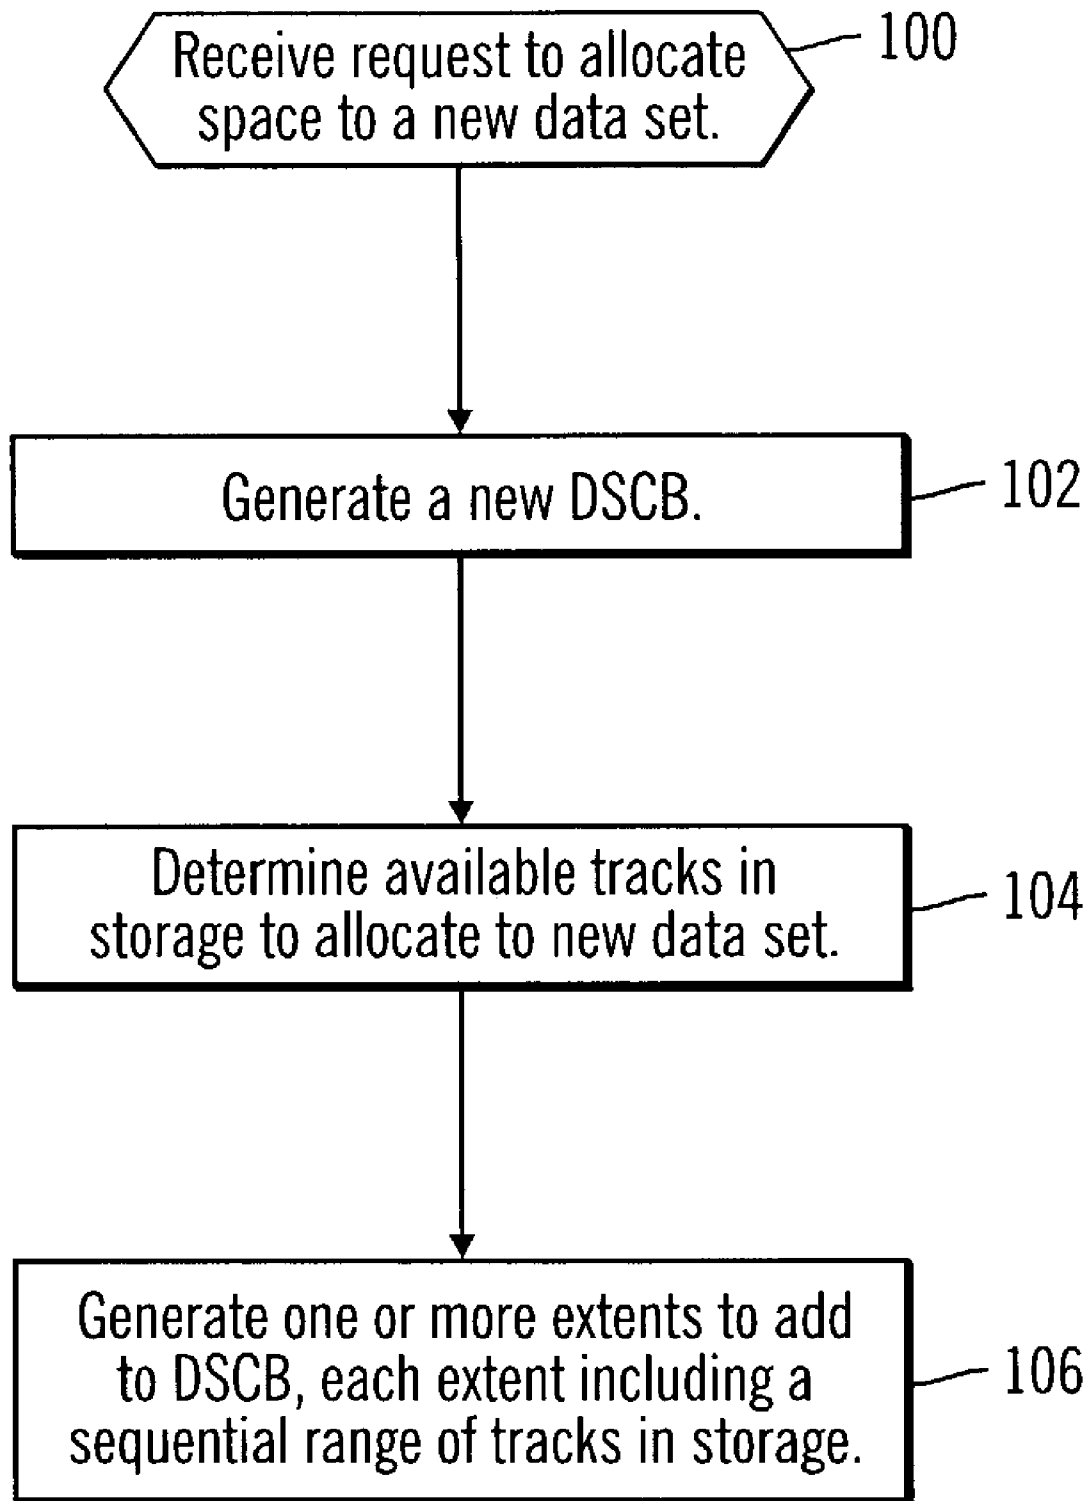 Receive request to allocate
space to a new data set.
100
Generate a new DSCB.
102
Determine available tracks in
storage to allocate to new data set.
104
Generate one or more extents to add
to DSCB, each extent including a
sequential range of tracks in storage.
106